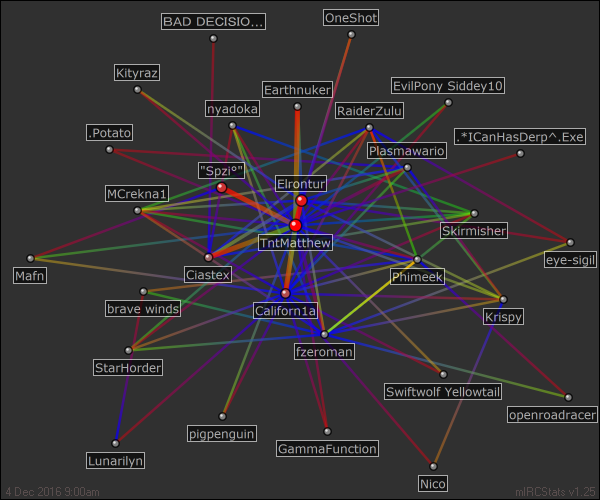 BAD DECISIO...
OneShot
Kityraz
Earthnuker
EvilPony Siddey10
nyadoka
RaiderZulu
.Potato
.*ICanHasDerp^.Exe
Plasmawario
"Spzi°"
Elrontur
MCrekna1
Skirmisher
TntMatthew
Mafn
Ciastex
Phimeek
eye-sigil
brave winds
Californ1a
Krispy
fzeroman
StarHorder
Swiftwolf Yellowtail
openroadracer
pigpenguin
GammaFunction
Lunarilyn
Nico
4 Dec 2016 9:00am
mIRCStats v1.25